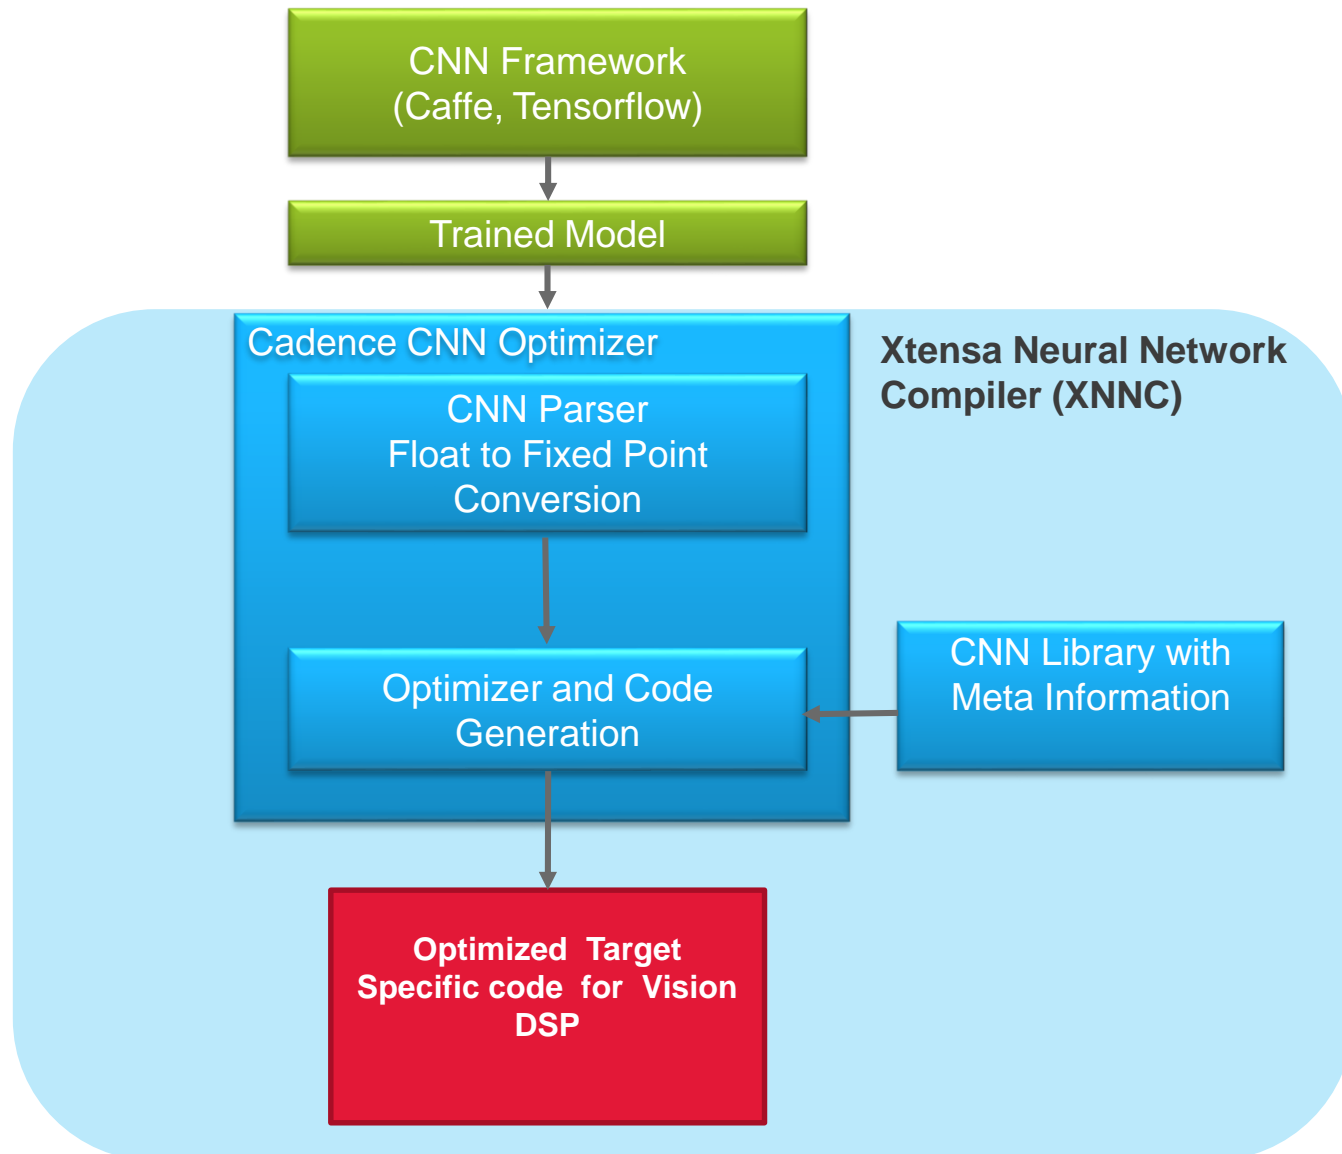 CNN Framework
(Caffe, Tensorflow)
Trained Model
Cadence CNN Optimizer
Xtensa Neural Network
Compiler (XNNC)
CNN Parser
Float to Fixed Point
Conversion
CNN Library with
Meta Information
Optimizer and Code
Generation
Optimized Target
Specific code for Vision
DSP